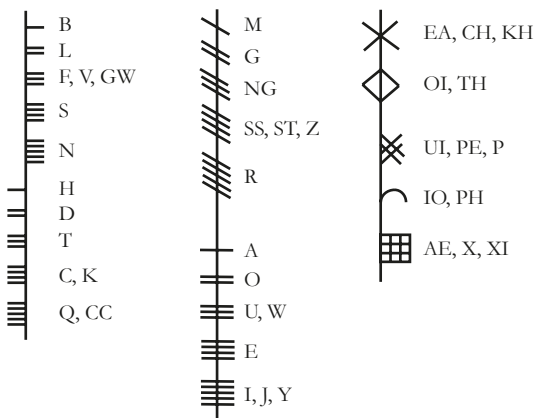 B
L
F, V, GW
S
N
H
D
T
C, K
Q, CC
M
G
NG
SS, ST, Z
R
A
O
U, W
E
I, J, Y
EA, CH, KH
OI, TH
UI, PE, P
IO, PH
AE, X, XI